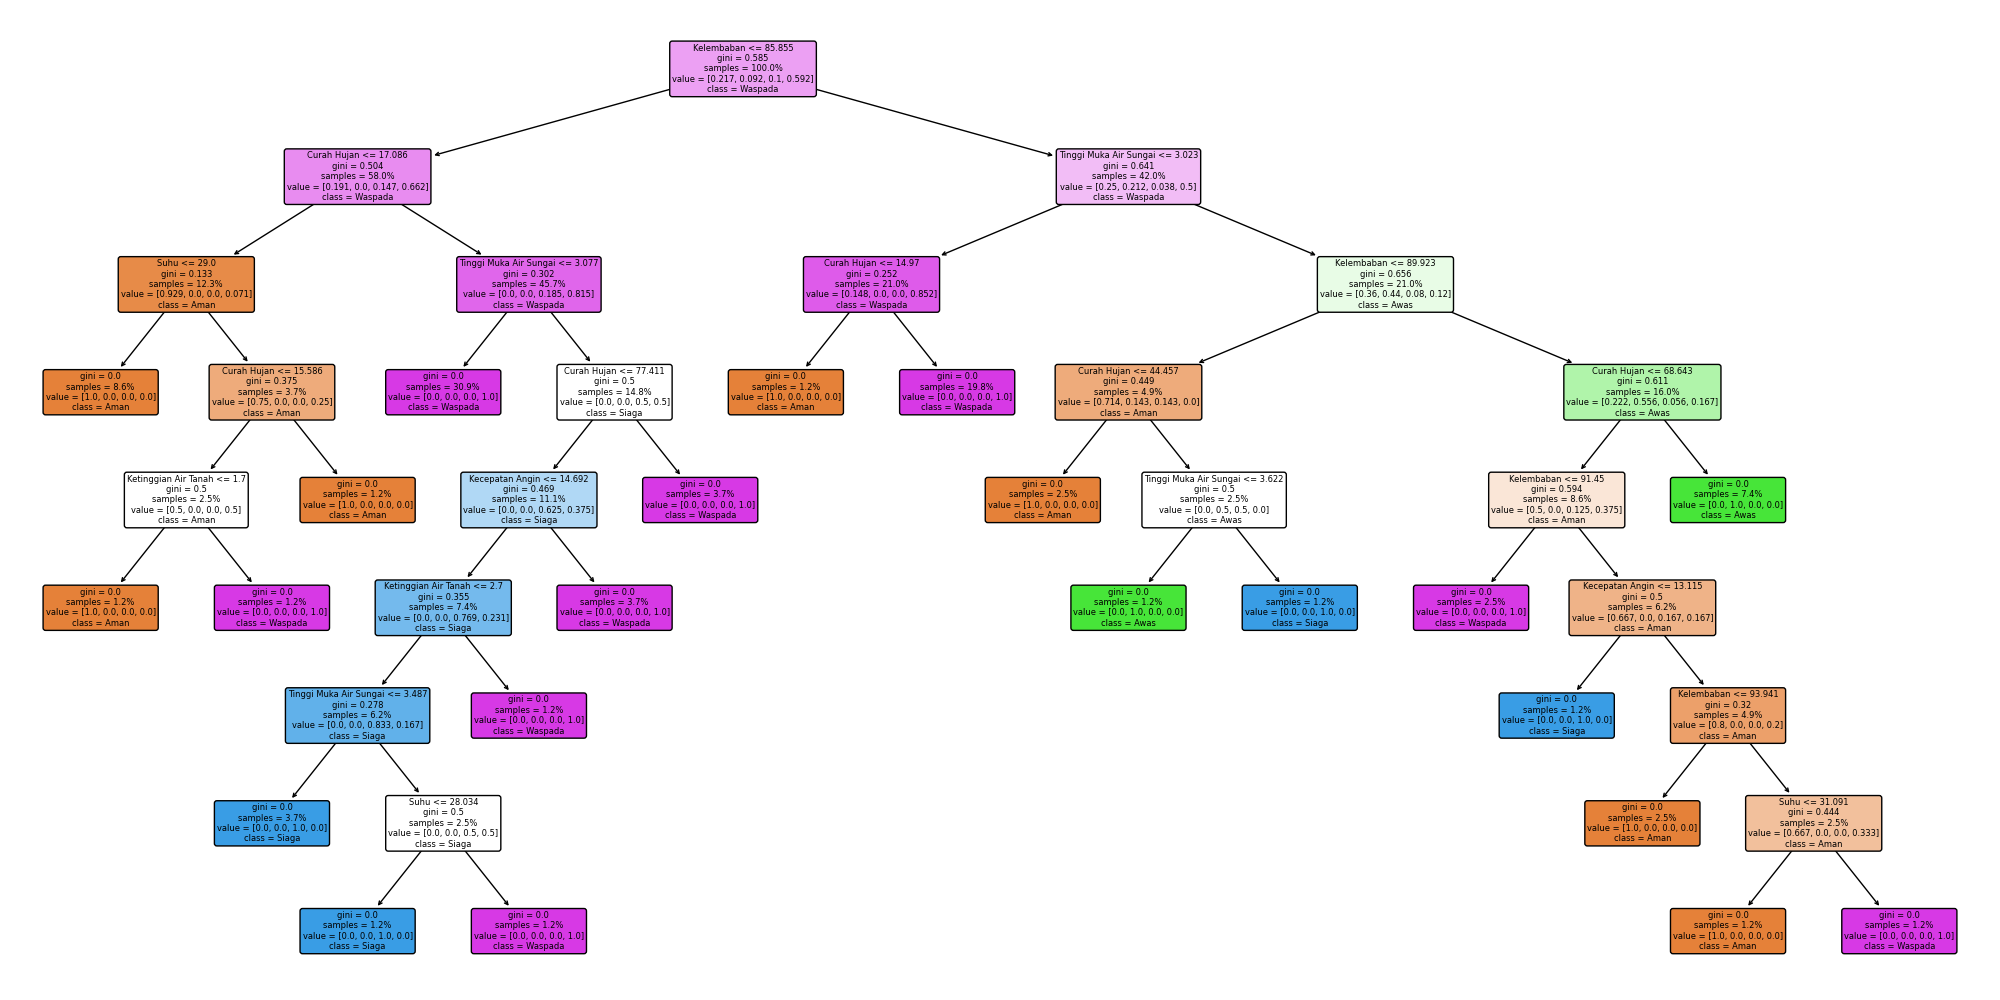 Kelembaban <= 85.855
gini = 0.585
samples = 100.0%
value = [0.217, 0.092, 0.1, 0.592]
class = Waspada
Curah Hujan <= 17.086
gini = 0.504
samples = 58.0%
value = [0.191, 0.0, 0.147, 0.662]
class = Waspada
Tinggi Muka Air Sungai <= 3.023
gini = 0.641
samples = 42.0%
value = [0.25, 0.212, 0.038, 0.5]
class = Waspada
Suhu <= 29.0
gini = 0.133
samples = 12.3%
value = [0.929, 0.0, 0.0, 0.071]
class = Aman
Tinggi Muka Air Sungai <= 3.077
gini = 0.302
samples = 45.7%
value = [0.0, 0.0, 0.185, 0.815]
class = Waspada
Curah Hujan <= 14.97
gini = 0.252
samples = 21.0%
value = [0.148, 0.0, 0.0, 0.852]
class = Waspada
Kelembaban <= 89.923
gini = 0.656
samples = 21.0%
value = [0.36, 0.44, 0.08, 0.12]
class = Awas
gini = 0.0
samples = 8.6%
value = [1.0, 0.0, 0.0, 0.0]
class = Aman
Curah Hujan <= 15.586
gini = 0.375
samples = 3.7%
value = [0.75, 0.0, 0.0, 0.25]
class = Aman
gini = 0.0
samples = 30.9%
value = [0.0, 0.0, 0.0, 1.0]
class = Waspada
Curah Hujan <= 77.411
gini = 0.5
samples = 14.8%
value = [0.0, 0.0, 0.5, 0.5]
class = Siaga
gini = 0.0
samples = 1.2%
value = [1.0, 0.0, 0.0, 0.0]
class = Aman
gini = 0.0
samples = 19.8%
value = [0.0, 0.0, 0.0, 1.0]
class = Waspada
Curah Hujan <= 44.457
gini = 0.449
samples = 4.9%
value = [0.714, 0.143, 0.143, 0.0]
class = Aman
Curah Hujan <= 68.643
gini = 0.611
samples = 16.0%
value = [0.222, 0.556, 0.056, 0.167]
class = Awas
Ketinggian Air Tanah <= 1.7
gini = 0.5
samples = 2.5%
value = [0.5, 0.0, 0.0, 0.5]
class = Aman
gini = 0.0
samples = 1.2%
value = [1.0, 0.0, 0.0, 0.0]
class = Aman
Kecepatan Angin <= 14.692
gini = 0.469
samples = 11.1%
value = [0.0, 0.0, 0.625, 0.375]
class = Siaga
gini = 0.0
samples = 3.7%
value = [0.0, 0.0, 0.0, 1.0]
class = Waspada
gini = 0.0
samples = 2.5%
value = [1.0, 0.0, 0.0, 0.0]
class = Aman
Tinggi Muka Air Sungai <= 3.622
gini = 0.5
samples = 2.5%
value = [0.0, 0.5, 0.5, 0.0]
class = Awas
Kelembaban <= 91.45
gini = 0.594
samples = 8.6%
value = [0.5, 0.0, 0.125, 0.375]
class = Aman
gini = 0.0
samples = 7.4%
value = [0.0, 1.0, 0.0, 0.0]
class = Awas
gini = 0.0
samples = 1.2%
value = [1.0, 0.0, 0.0, 0.0]
class = Aman
gini = 0.0
samples = 1.2%
value = [0.0, 0.0, 0.0, 1.0]
class = Waspada
Ketinggian Air Tanah <= 2.7
gini = 0.355
samples = 7.4%
value = [0.0, 0.0, 0.769, 0.231]
class = Siaga
gini = 0.0
samples = 3.7%
value = [0.0, 0.0, 0.0, 1.0]
class = Waspada
gini = 0.0
samples = 1.2%
value = [0.0, 1.0, 0.0, 0.0]
class = Awas
gini = 0.0
samples = 1.2%
value = [0.0, 0.0, 1.0, 0.0]
class = Siaga
gini = 0.0
samples = 2.5%
value = [0.0, 0.0, 0.0, 1.0]
class = Waspada
Kecepatan Angin <= 13.115
gini = 0.5
samples = 6.2%
value = [0.667, 0.0, 0.167, 0.167]
class = Aman
Tinggi Muka Air Sungai <= 3.487
gini = 0.278
samples = 6.2%
value = [0.0, 0.0, 0.833, 0.167]
class = Siaga
gini = 0.0
samples = 1.2%
value = [0.0, 0.0, 0.0, 1.0]
class = Waspada
gini = 0.0
samples = 1.2%
value = [0.0, 0.0, 1.0, 0.0]
class = Siaga
Kelembaban <= 93.941
gini = 0.32
samples = 4.9%
value = [0.8, 0.0, 0.0, 0.2]
class = Aman
gini = 0.0
samples = 3.7%
value = [0.0, 0.0, 1.0, 0.0]
class = Siaga
Suhu <= 28.034
gini = 0.5
samples = 2.5%
value = [0.0, 0.0, 0.5, 0.5]
class = Siaga
gini = 0.0
samples = 2.5%
value = [1.0, 0.0, 0.0, 0.0]
class = Aman
Suhu <= 31.091
gini = 0.444
samples = 2.5%
value = [0.667, 0.0, 0.0, 0.333]
class = Aman
gini = 0.0
samples = 1.2%
value = [0.0, 0.0, 1.0, 0.0]
class = Siaga
gini = 0.0
samples = 1.2%
value = [0.0, 0.0, 0.0, 1.0]
class = Waspada
gini = 0.0
samples = 1.2%
value = [1.0, 0.0, 0.0, 0.0]
class = Aman
gini = 0.0
samples = 1.2%
value = [0.0, 0.0, 0.0, 1.0]
class = Waspada